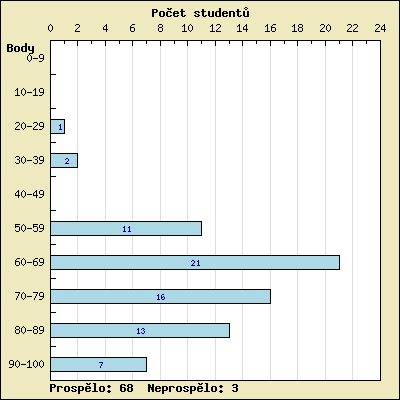 Počet studentů
0 2 4 6 8 10 12 14 16 18 20 22 24
Body
0-9
10-19
20-29 1
30-39 2
40-49
50-59 11
60-69 21
70-79 16
80-89 13
90-100 7
Prospělo: 68 Neprospělo: 3